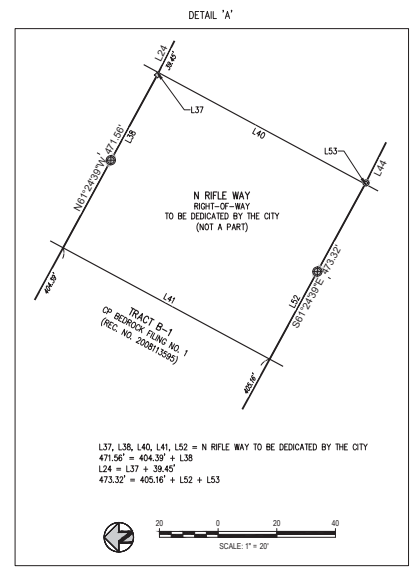 DETAIL 'A'
L24
39.45'
L37
L38
N61°24'39"W 471.56'
L40
L53
L44
N RIFLE WAY
RIGHT-OF-WAY
TO BE DEDICATED BY THE CITY
(NOT A PART)
404.39'
L41
L52
S61°24'39"E 473.32'
TRACT B-1
CP BEDROCK FILING NO. 1
(REC. NO. 2008113595)
405.16'
L37, L38, L40, L41, L52 = N RIFLE WAY TO BE DEDICATED BY THE CITY
471.56' = 404.39' + L38
L24 = L37 + 39.45'
473.32' = 405.16' + L52 + L53
N
20 0 20 40
SCALE: 1" = 20'